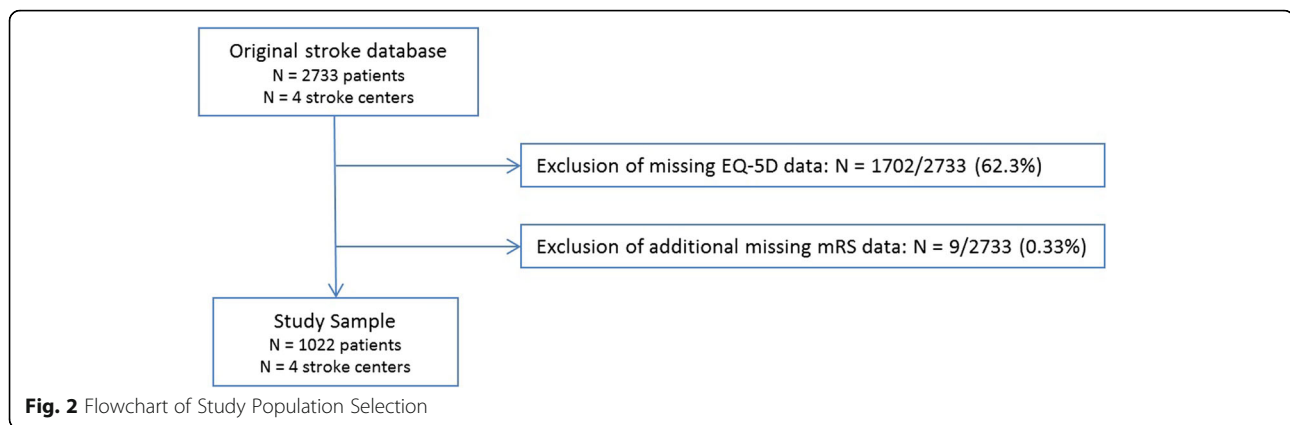 Original stroke database
N = 2733 patients
N = 4 stroke centers
Exclusion of missing EQ-5D data: N = 1702/2733 (62.3%)
Exclusion of additional missing mRS data: N = 9/2733 (0.33%)
Study Sample
N = 1022 patients
N = 4 stroke centers
Fig. 2 Flowchart of Study Population Selection